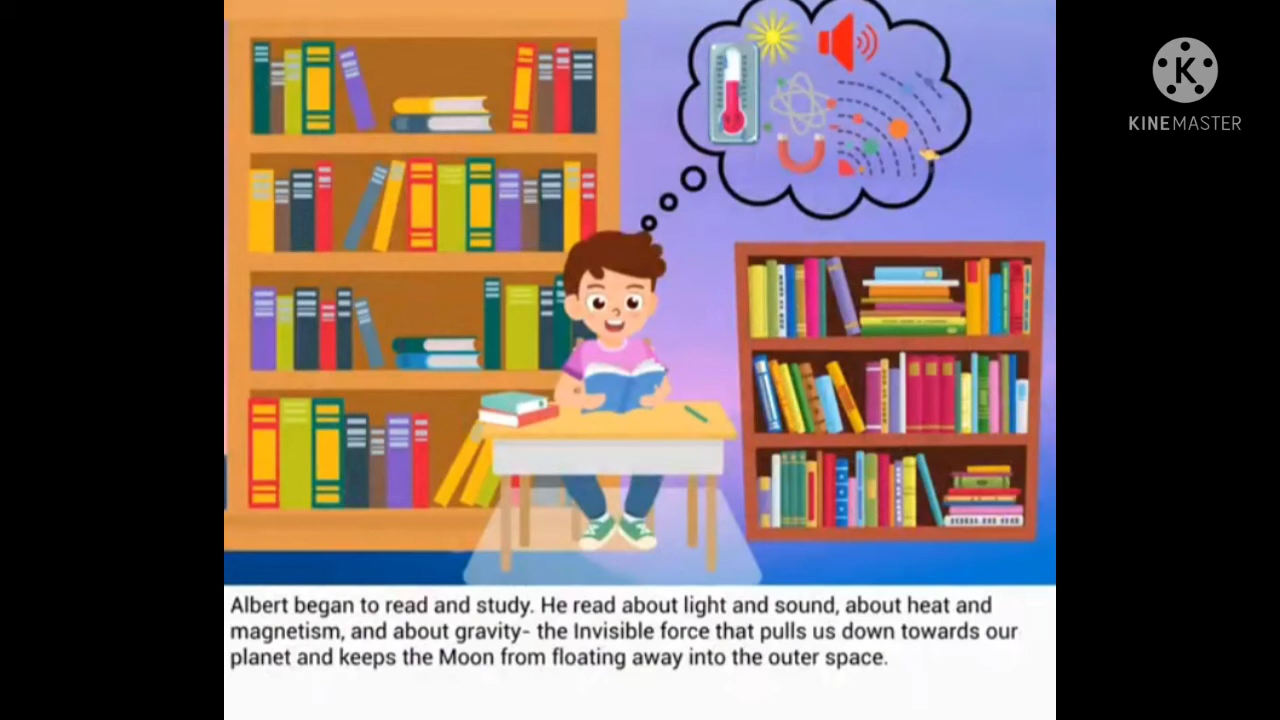 KINEMASTER
Albert began to read and study. He read about light and sound, about heat and
magnetism, and about gravity- the Invisible force that pulls us down towards our
planet and keeps the Moon from floating away into the outer space.